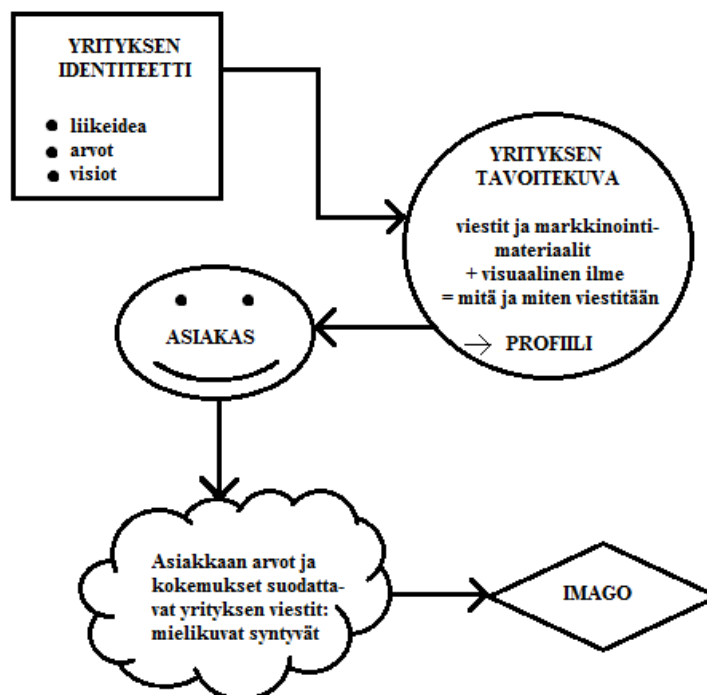 YRITYKSEN
IDENTITEETTI
● liikeidea
● arvot
● visiot
YRITYKSEN
TAVOITEKUVA
viestit ja markkinointi-
materiaalit
+ visuaalinen ilme
= mitä ja miten viestitään
→ PROFIILI
ASIAKAS
Asiakkaan arvot ja
kokemukset suodatta-
vat yrityksen viestit:
mielikuvat syntyvät
IMAGO